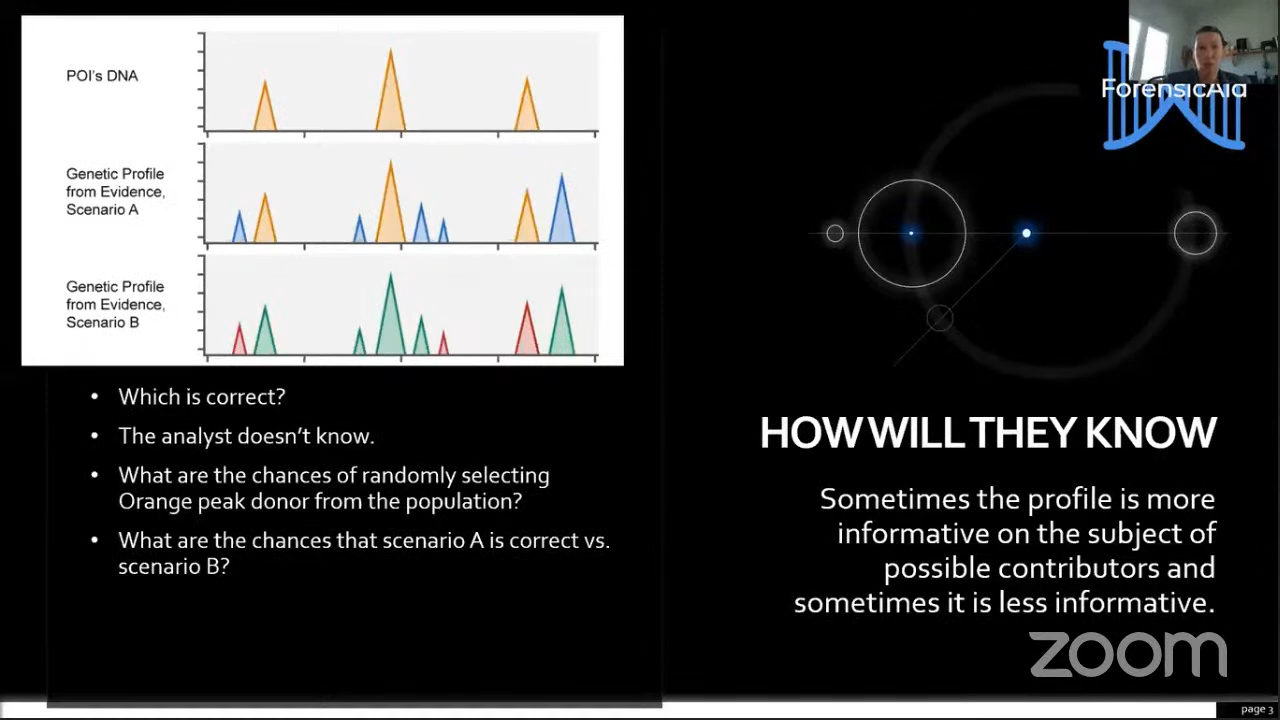 POI's DNA
Genetic Profile
from Evidence,
Scenario A
Genetic Profile
from Evidence,
Scenario B
• Which is correct?
• The analyst doesn't know.
• What are the chances of randomly selecting
Orange peak donor from the population?
• What are the chances that scenario A is correct vs.
scenario B?
ForensicAid
HOW WILL THEY KNOW
Sometimes the profile is more
informative on the subject of
possible contributors and
sometimes it is less informative.
zoom
page 3